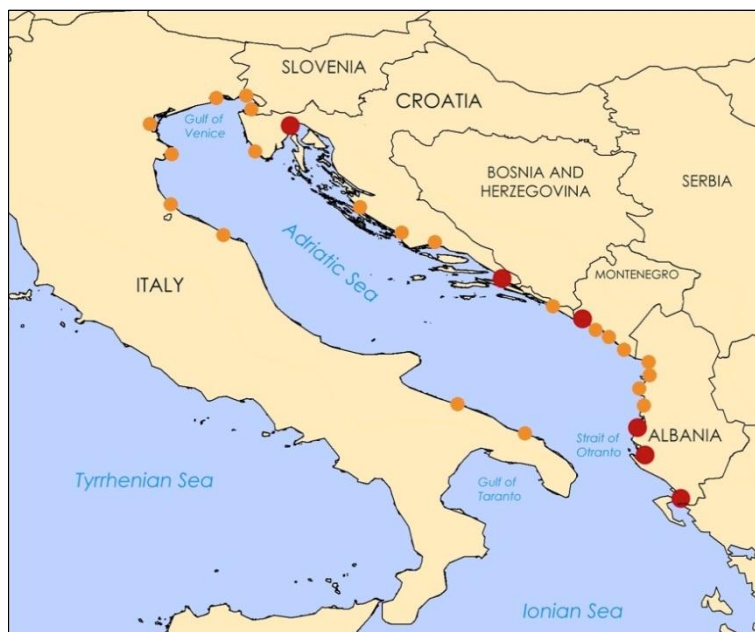 SLOVENIA
CROATIA
Gulf of
Venice
BOSNIA AND
HERZEGOVINA
SERBIA
Adriatic Sea
MONTENEGRO
ITALY
Strait of
Otranto
ALBANIA
Tyrrhenian Sea
Gulf of
Taranto
Ionian Sea